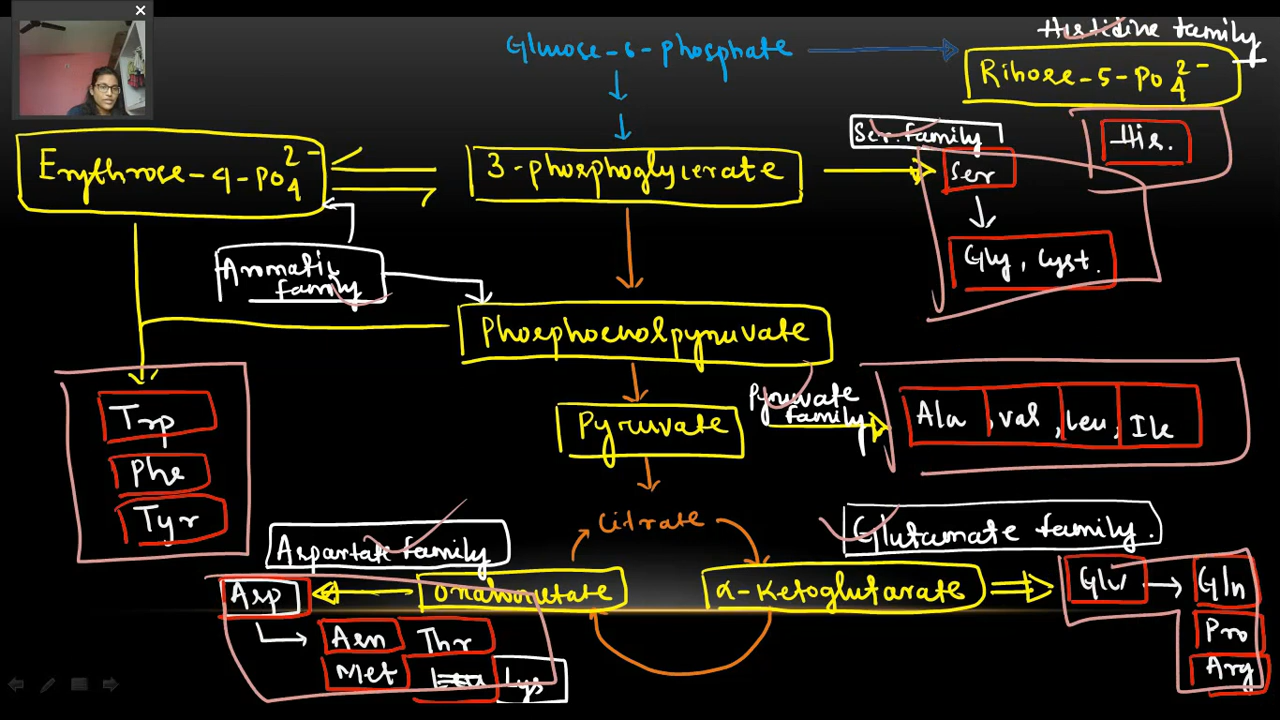 Histidine family
Glucose-6-phosphate
Ribose-5-PO4 2-
Ser. family
His.
Erythrose-4-PO4 2-
3-phosphoglycerate
Ser
Aromatic
family
Gly, Cyst.
Phosphoenolpyruvate
Pyruvate
family
Trp
Pyruvate
Ala, val, leu, Ile
Phe
Tyr
Citrate
Glutamate family.
Aspartate family
Asp
Oxaloacetate
α-Ketoglutarate
Glu
Gln
Asn
Thr
Pro
Met
Lys
Arg